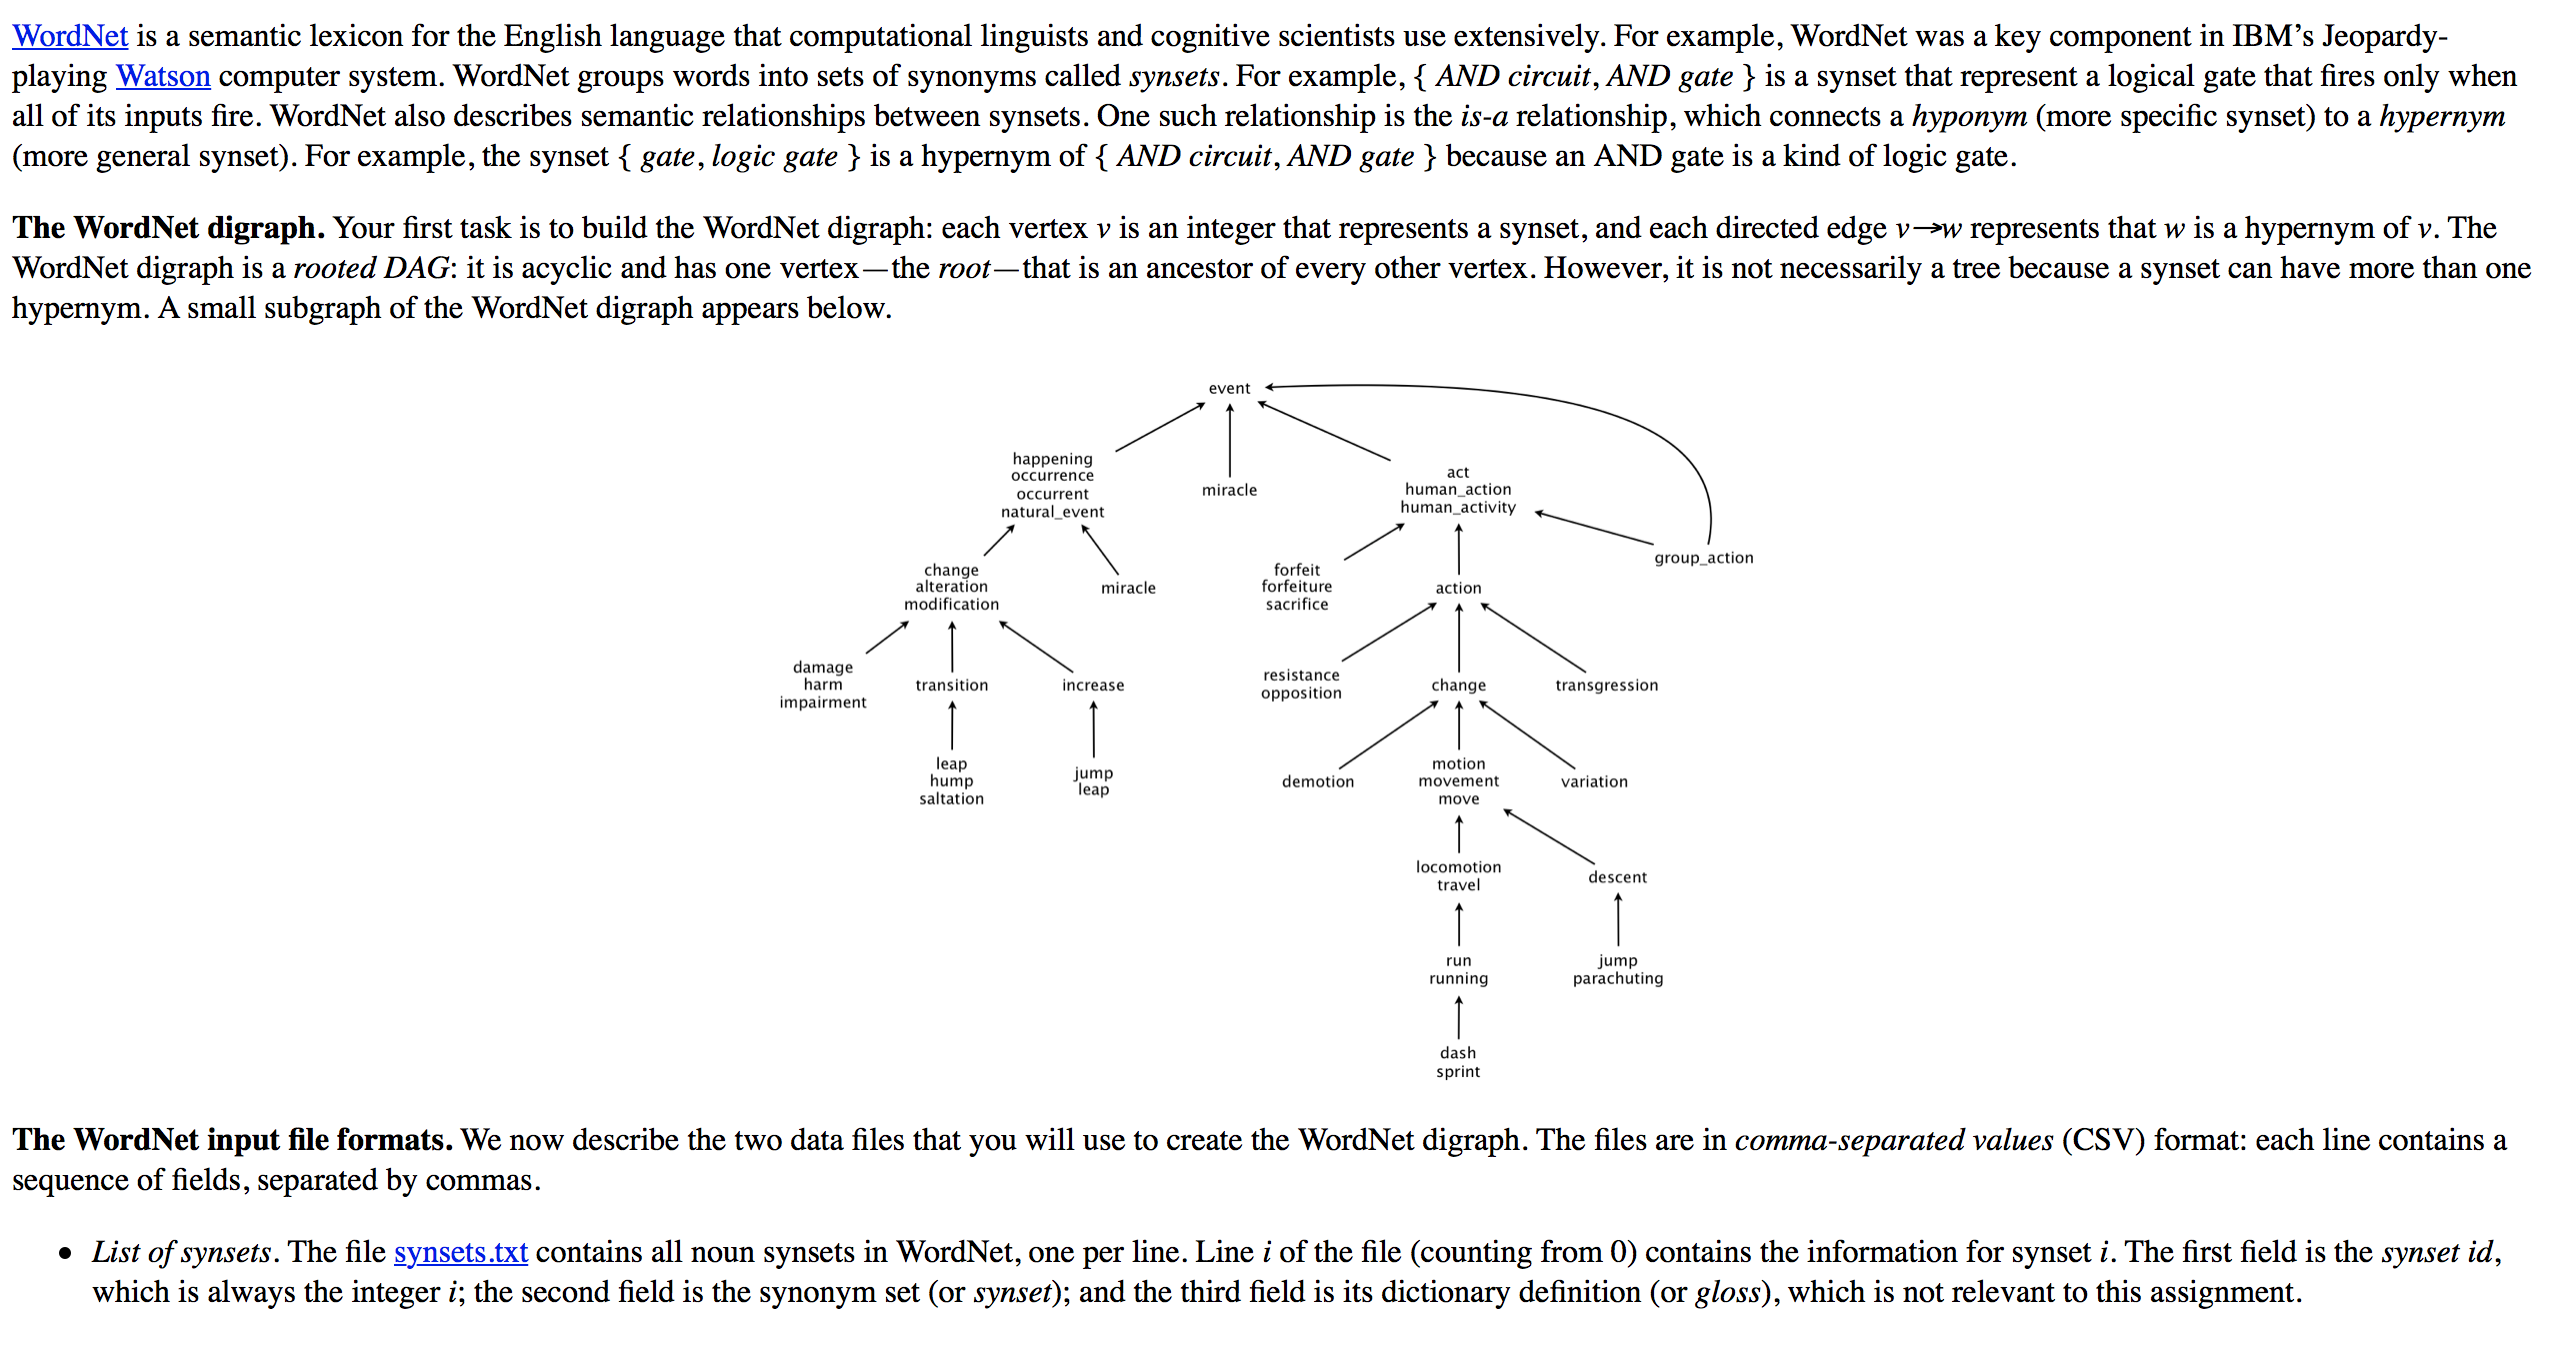 WordNet is a semantic lexicon for the English language that computational linguists and cognitive scientists use extensively. For example, WordNet was a key component in IBM’s Jeopardy-
playing Watson computer system. WordNet groups words into sets of synonyms called synsets. For example, { AND circuit, AND gate } is a synset that represent a logical gate that fires only when
all of its inputs fire. WordNet also describes semantic relationships between synsets. One such relationship is the is-a relationship, which connects a hyponym (more specific synset) to a hypernym
(more general synset). For example, the synset { gate, logic gate } is a hypernym of { AND circuit, AND gate } because an AND gate is a kind of logic gate.
The WordNet digraph. Your first task is to build the WordNet digraph: each vertex v is an integer that represents a synset, and each directed edge v→w represents that w is a hypernym of v. The
WordNet digraph is a rooted DAG: it is acyclic and has one vertex—the root—that is an ancestor of every other vertex. However, it is not necessarily a tree because a synset can have more than one
hypernym. A small subgraph of the WordNet digraph appears below.
event
happening
occurrence
occurrent
natural_event
miracle
act
human_action
human_activity
group_action
change
alteration
modification
miracle
forfeit
forfeiture
sacrifice
action
damage
harm
impairment
transition
increase
resistance
opposition
change
transgression
leap
hump
saltation
jump
leap
demotion
motion
movement
move
variation
locomotion
travel
descent
run
running
jump
parachuting
dash
sprint
The WordNet input file formats. We now describe the two data files that you will use to create the WordNet digraph. The files are in comma-separated values (CSV) format: each line contains a
sequence of fields, separated by commas.
• List of synsets. The file synsets.txt contains all noun synsets in WordNet, one per line. Line i of the file (counting from 0) contains the information for synset i. The first field is the synset id,
which is always the integer i; the second field is the synonym set (or synset); and the third field is its dictionary definition (or gloss), which is not relevant to this assignment.